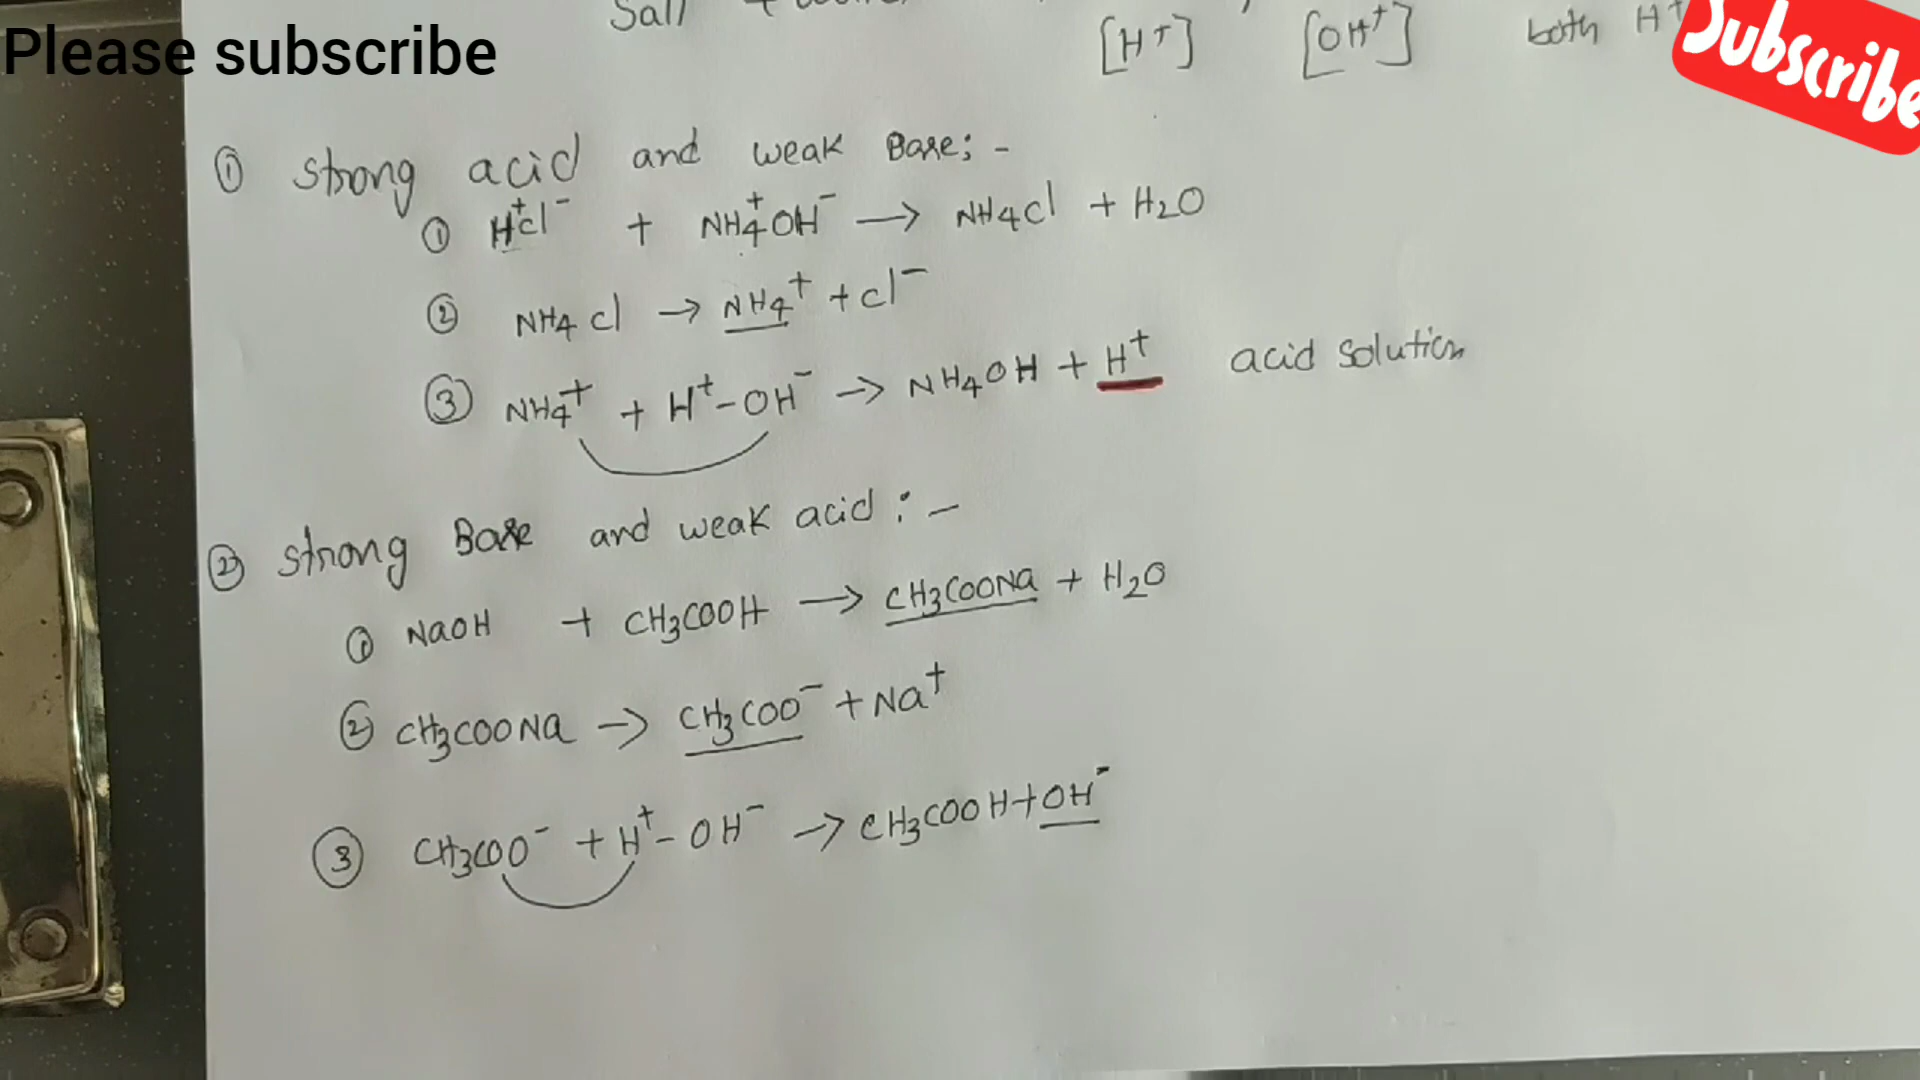 Please subscribe
Salt +
[H+] , [OH+] both H+
Subscribe
① strong acid and weak Base:-
① H+Cl- + NH4+OH- → NH4Cl + H2O
② NH4Cl → NH4+ + Cl-
③ NH4+ + H+-OH- → NH4OH + H+ acid solution
② strong Base and weak acid:-
① NaOH + CH3COOH → CH3COONa + H2O
② CH3COONa → CH3COO- + Na+
③ CH3COO- + H+-OH- → CH3COOH + OH-